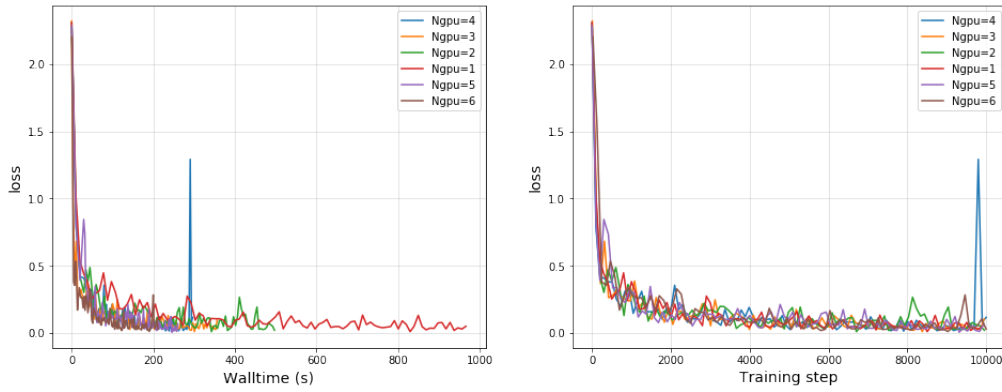 2.0
1.5
1.0
0.5
0.0
loss
0
200
400
600
800
1000
Walltime (s)
Ngpu=4
Ngpu=3
Ngpu=2
Ngpu=1
Ngpu=5
Ngpu=6
2.0
1.5
1.0
0.5
0.0
loss
0
2000
4000
6000
8000
10000
Training step
Ngpu=4
Ngpu=3
Ngpu=2
Ngpu=1
Ngpu=5
Ngpu=6